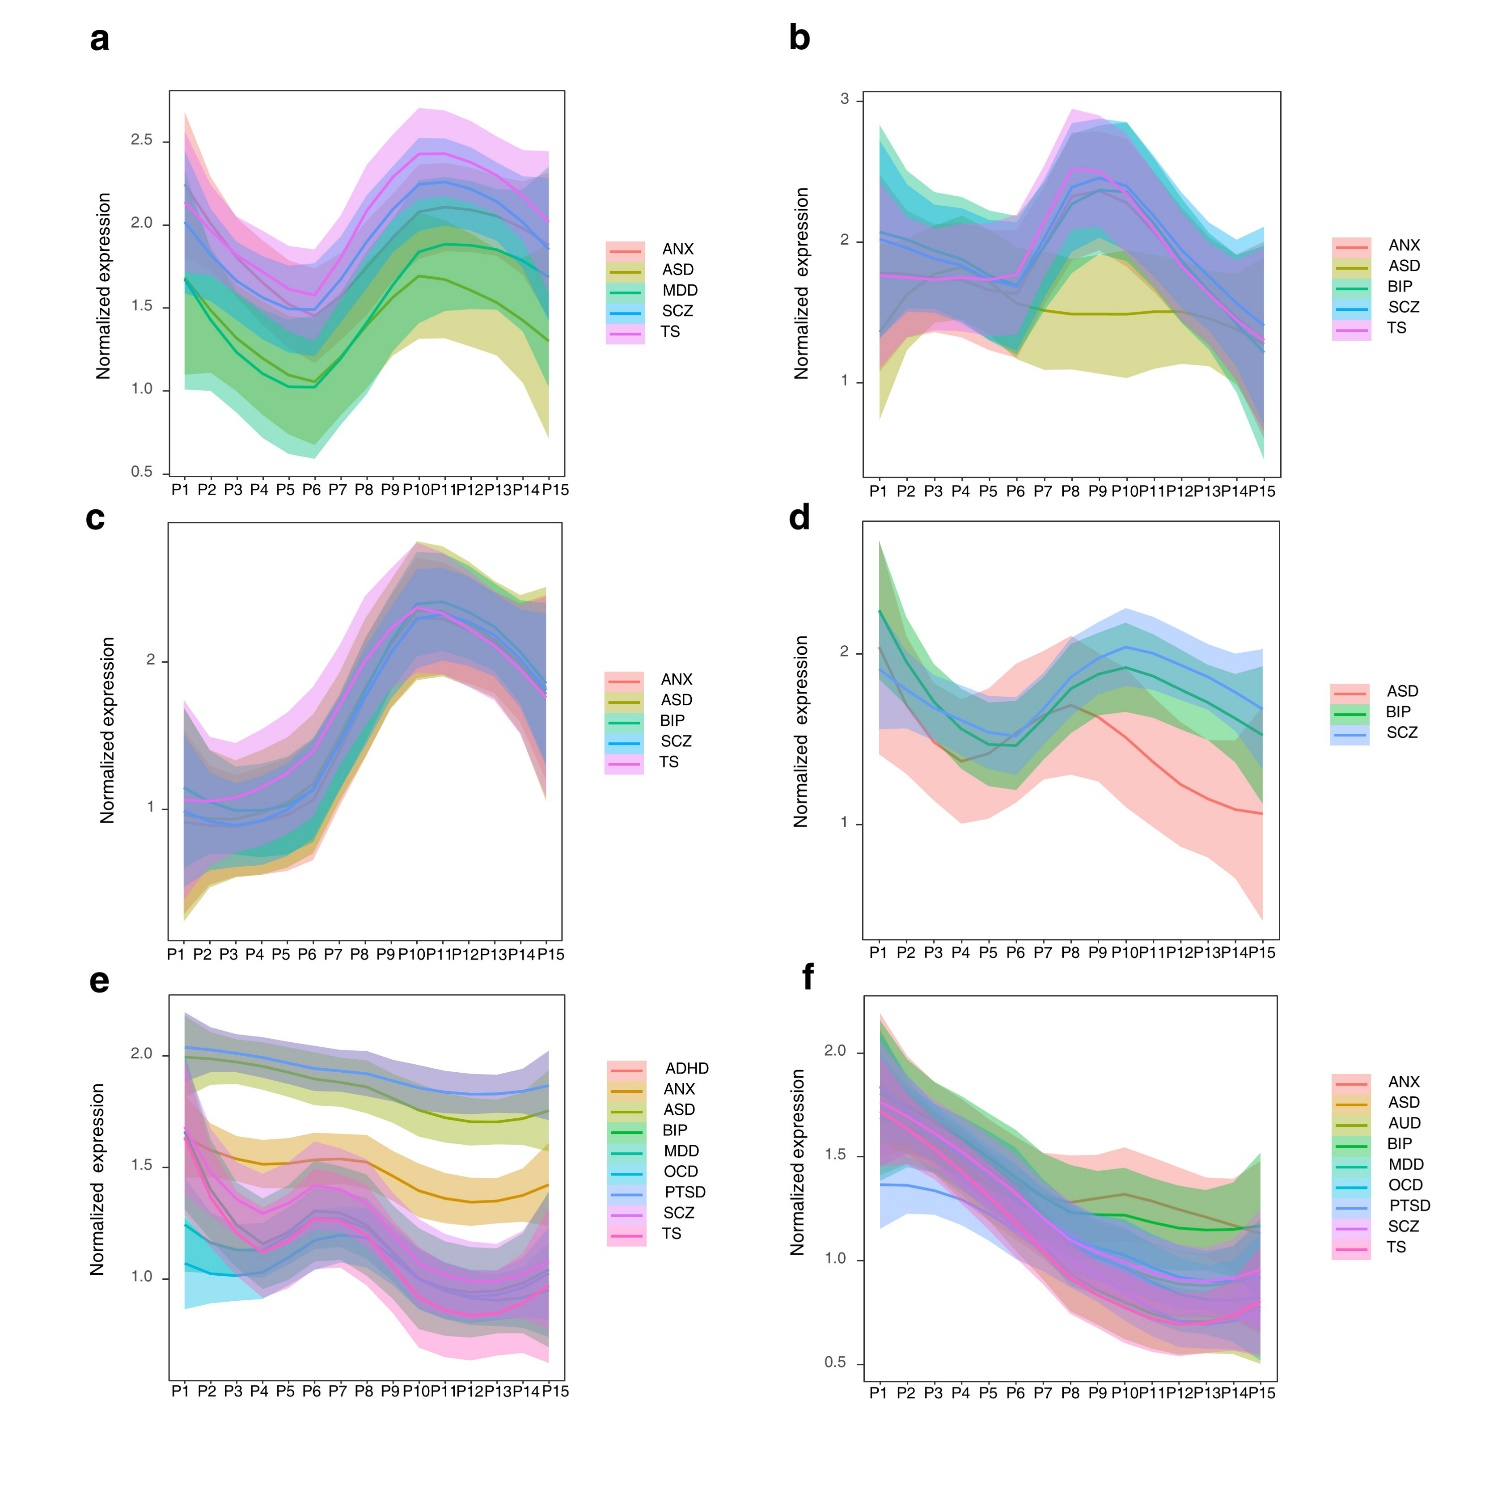 a
Normalized expression
2.5
2.0
1.5
1.0
0.5
P1 P2 P3 P4 P5 P6 P7 P8 P9 P10 P11 P12 P13 P14 P15
ANX
ASD
MDD
SCZ
TS
b
Normalized expression
3
2
1
P1 P2 P3 P4 P5 P6 P7 P8 P9 P10 P11 P12 P13 P14 P15
ANX
ASD
BIP
SCZ
TS
c
Normalized expression
2
1
P1 P2 P3 P4 P5 P6 P7 P8 P9 P10 P11 P12 P13 P14 P15
ANX
ASD
BIP
SCZ
TS
d
Normalized expression
2
1
P1 P2 P3 P4 P5 P6 P7 P8 P9 P10 P11 P12 P13 P14 P15
ASD
BIP
SCZ
e
Normalized expression
2.0
1.5
1.0
P1 P2 P3 P4 P5 P6 P7 P8 P9 P10 P11 P12 P13 P14 P15
ADHD
ANX
ASD
BIP
MDD
OCD
PTSD
SCZ
TS
f
Normalized expression
2.0
1.5
1.0
0.5
P1 P2 P3 P4 P5 P6 P7 P8 P9 P10 P11 P12 P13 P14 P15
ANX
ASD
AUD
BIP
MDD
OCD
PTSD
SCZ
TS